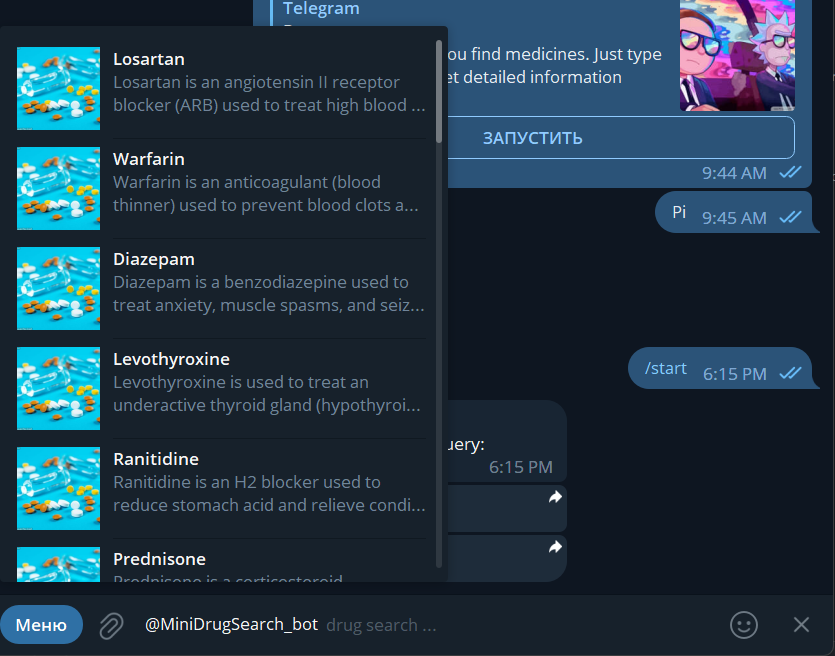 Telegram
ou find medicines. Just type
et detailed information
ЗАПУСТИТЬ
9:44 AM
Pi
9:45 AM
/start
6:15 PM
uery:
6:15 PM
Losartan
Losartan is an angiotensin II receptor
blocker (ARB) used to treat high blood ...
Warfarin
Warfarin is an anticoagulant (blood
thinner) used to prevent blood clots a...
Diazepam
Diazepam is a benzodiazepine used to
treat anxiety, muscle spasms, and seiz...
Levothyroxine
Levothyroxine is used to treat an
underactive thyroid gland (hypothyroi...
Ranitidine
Ranitidine is an H2 blocker used to
reduce stomach acid and relieve condi...
Prednisone
Prednisone is a corticosteroid
Меню
@MiniDrugSearch_bot drug search ...